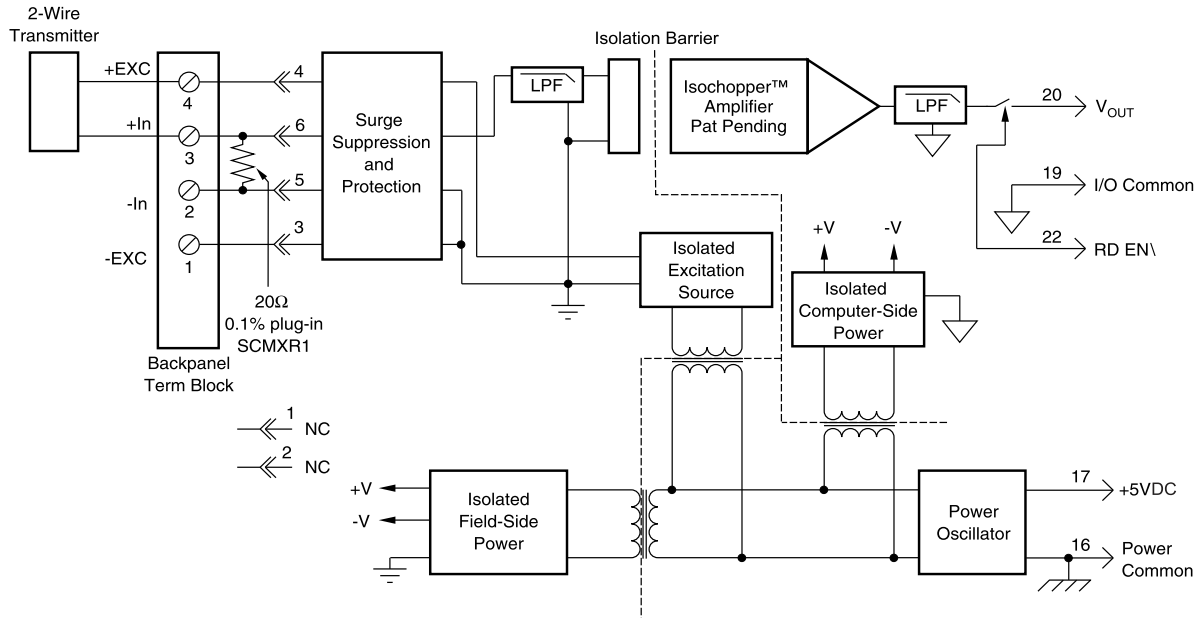 2-Wire
Transmitter
+EXC
4
+In
3
-In
2
-EXC
1
4
6
5
3
Surge
Suppression
and
Protection
20Ω
0.1% plug-in
SCMXR1
Backpanel
Term Block
1
NC
2
NC
LPF
Isolation Barrier
Isochopper™
Amplifier
Pat Pending
LPF
20
VOUT
19
I/O Common
22
RD EN\
Isolated
Excitation
Source
+V
-V
Isolated
Computer-Side
Power
+V
-V
Isolated
Field-Side
Power
Power
Oscillator
17
+5VDC
16
Power
Common